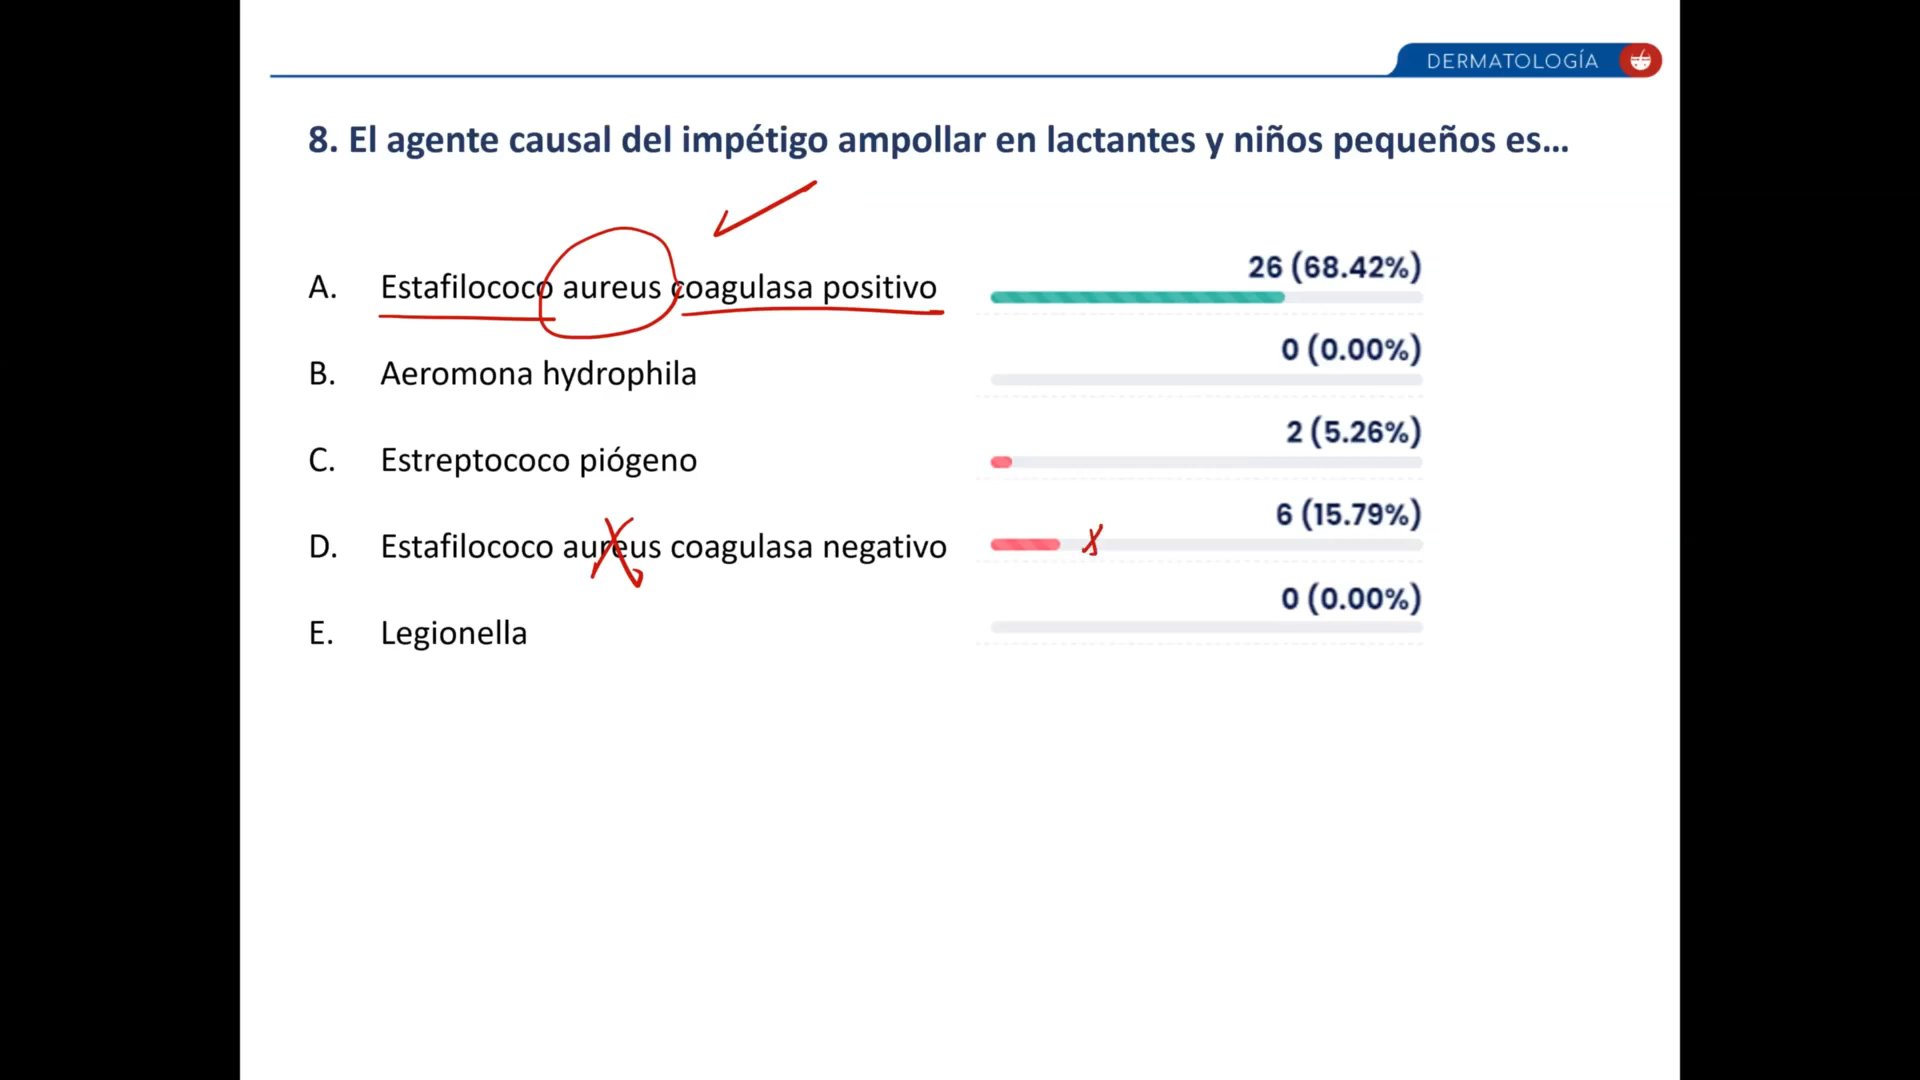 DERMATOLOGÍA
8. El agente causal del impétigo ampollar en lactantes y niños pequeños es...
A. Estafilococo aureus coagulasa positivo
26 (68.42%)
B. Aeromona hydrophila
0 (0.00%)
C. Estreptococo piógeno
2 (5.26%)
D. Estafilococo aureus coagulasa negativo
6 (15.79%)
E. Legionella
0 (0.00%)